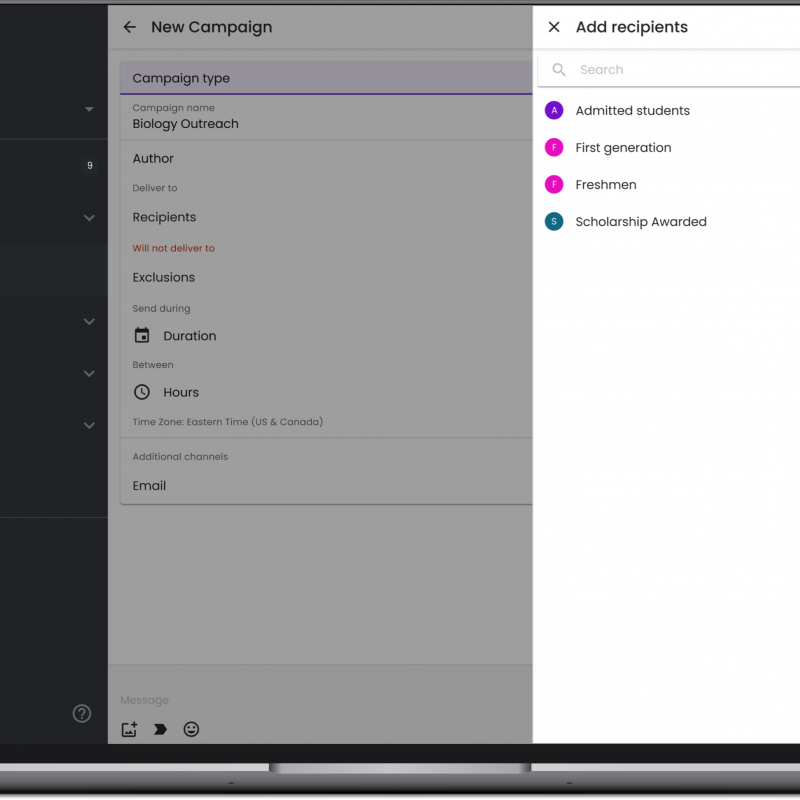 9
New Campaign
Campaign type
Campaign name
Biology Outreach
Author
Deliver to
Recipients
Will not deliver to
Exclusions
Send during
Duration
Between
Hours
Time Zone: Eastern Time (US & Canada)
Additional channels
Email
Message
Add recipients
Search
A Admitted students
F First generation
F Freshmen
S Scholarship Awarded
?